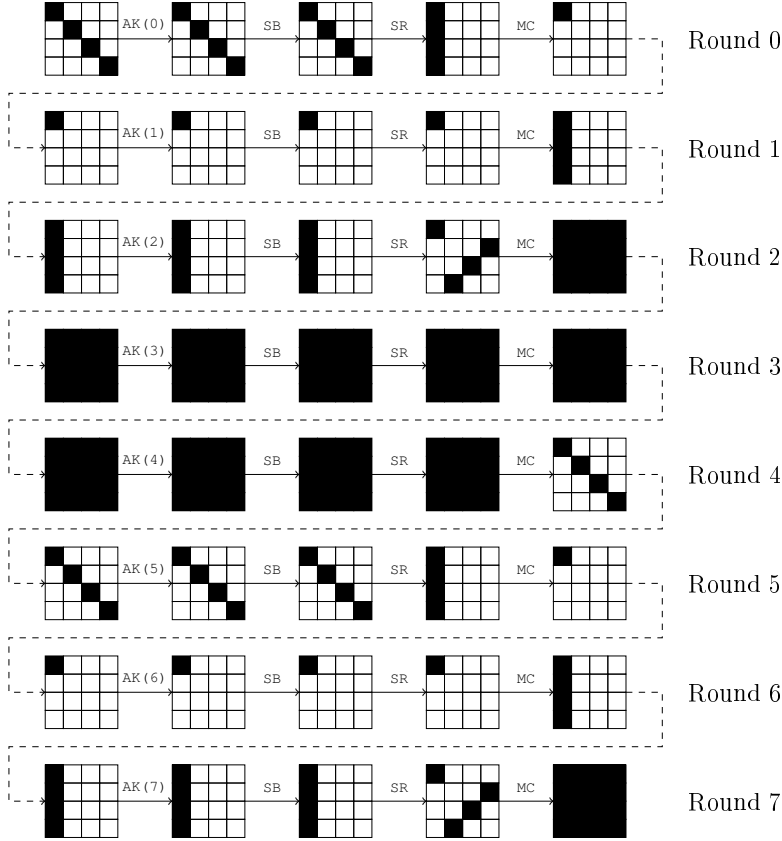 AK(0) SB SR MC Round 0
AK(1) SB SR MC Round 1
AK(2) SB SR MC Round 2
AK(3) SB SR MC Round 3
AK(4) SB SR MC Round 4
AK(5) SB SR MC Round 5
AK(6) SB SR MC Round 6
AK(7) SB SR MC Round 7